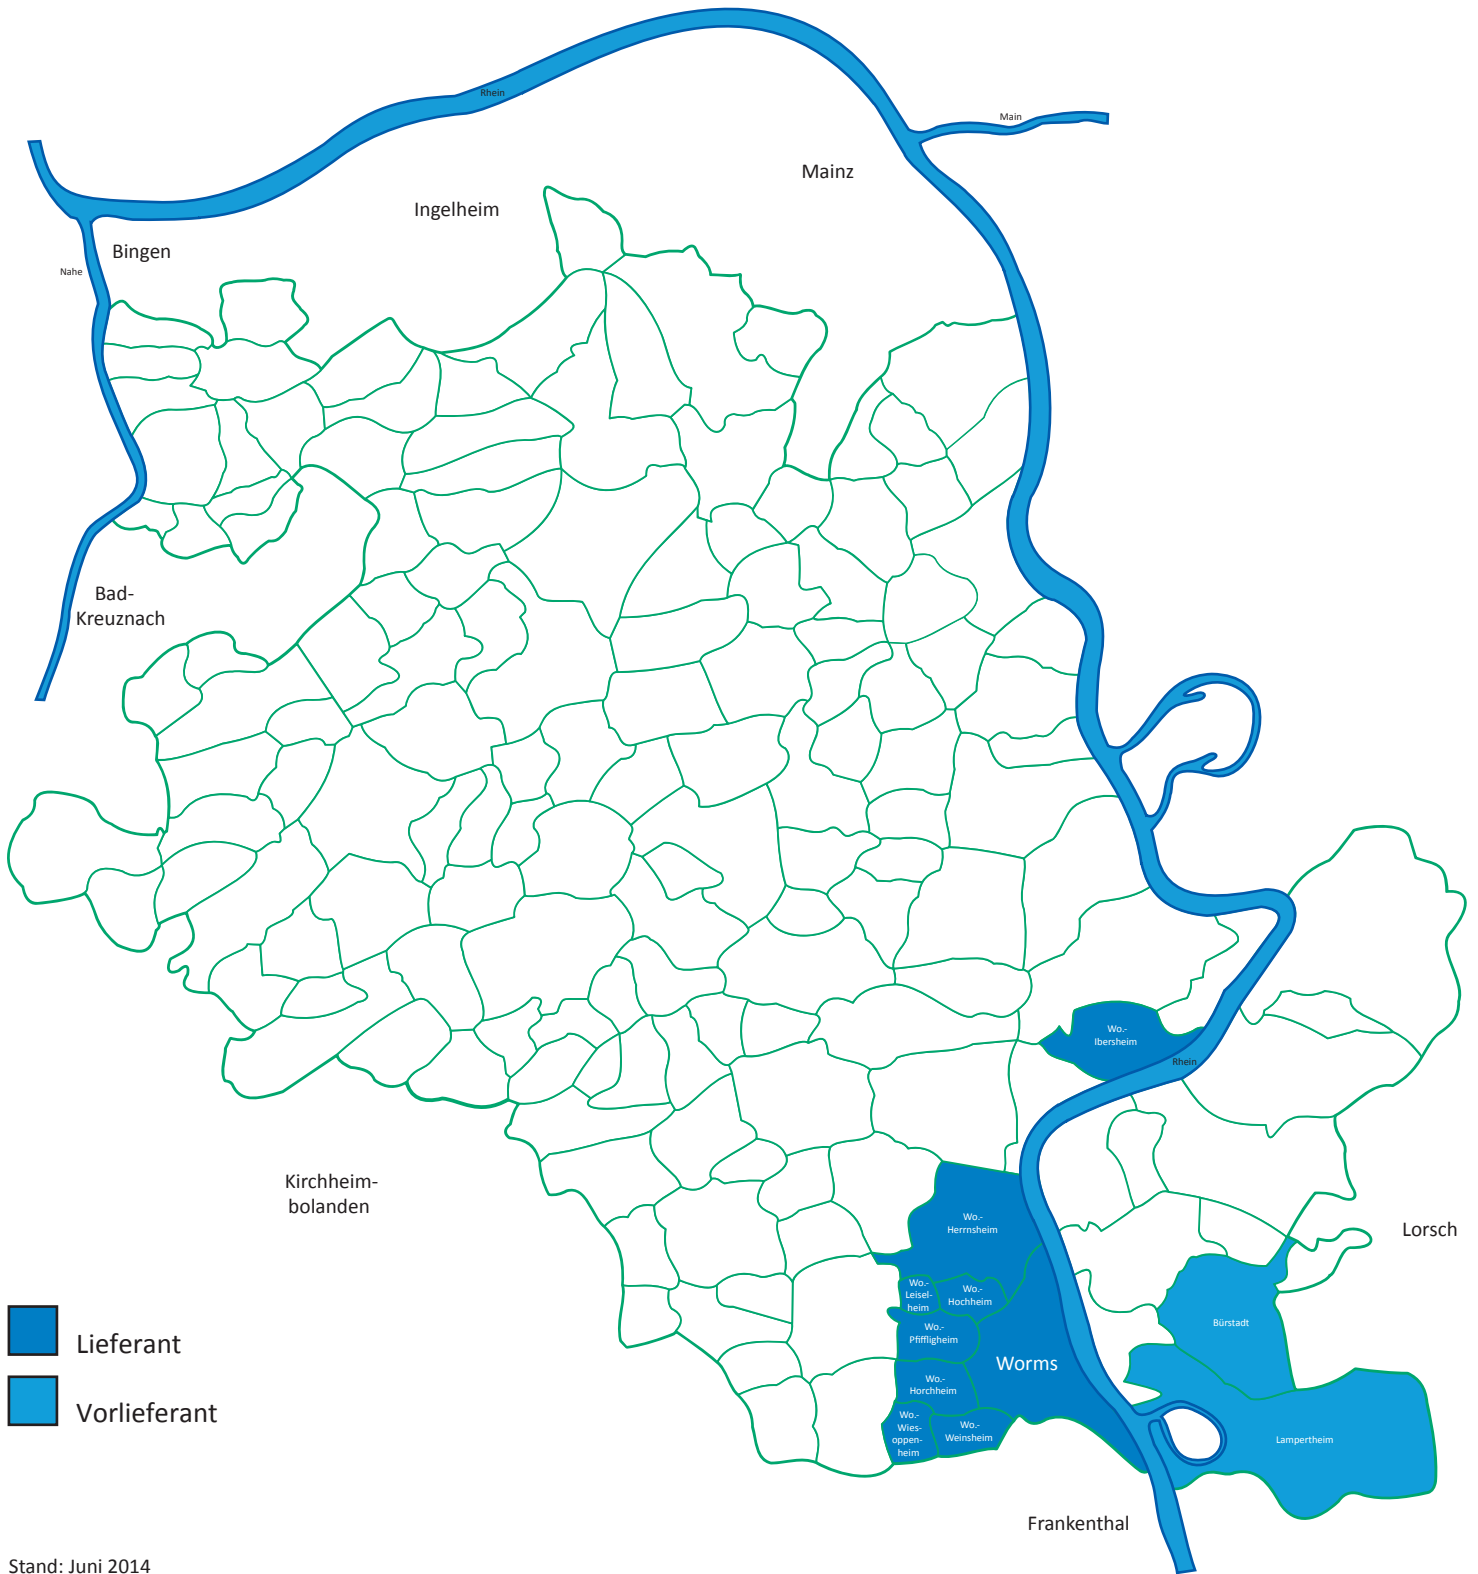 Rhein
Main
Mainz
Ingelheim
Bingen
Nahe
Bad-
Kreuznach
Wo.-
Ibersheim
Rhein
Kirchheim-
bolanden
Wo.-
Herrnsheim
Lorsch
Wo.-
Leisel-
heim
Wo.-
Hochheim
Bürstadt
Wo.-
Pfiffligheim
Lieferant
Worms
Wo.-
Horchheim
Vorlieferant
Wo.-
Wies-
oppen-
heim
Wo.-
Weinsheim
Lampertheim
Frankenthal
Stand: Juni 2014